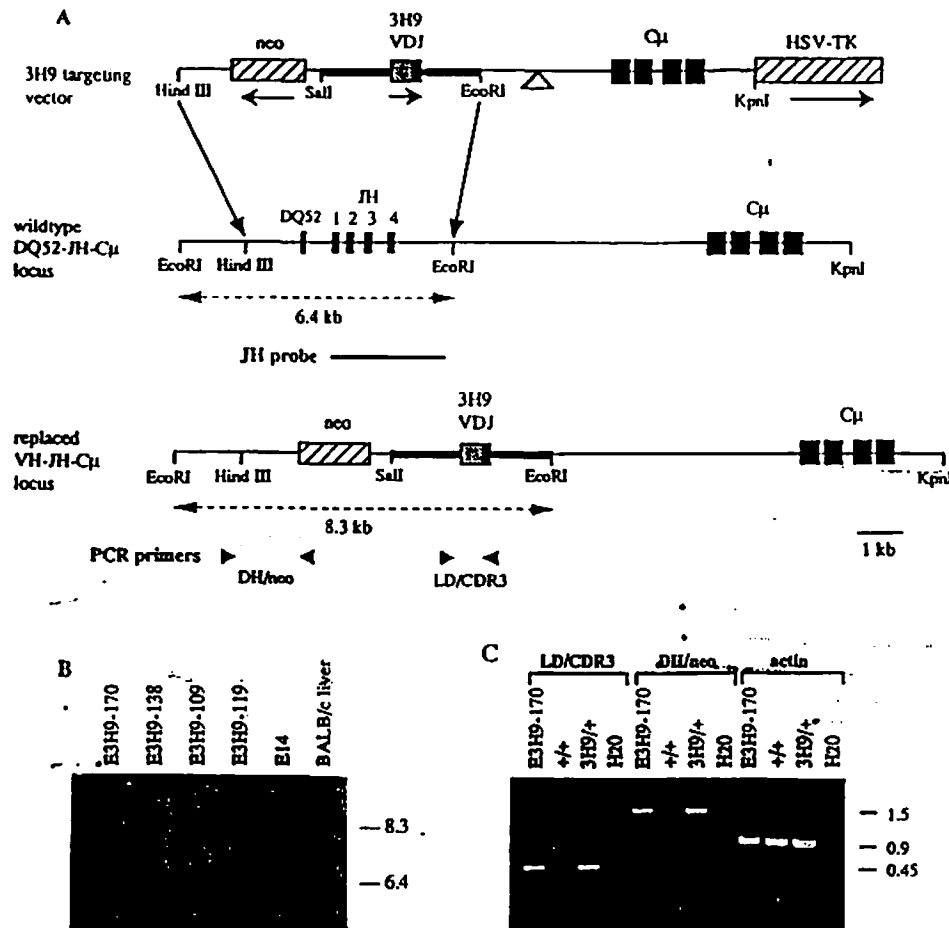 A
3H9 targeting vector
neo
3H9 VDJ
Cμ
HSV-TK
Hind III
SalI
EcoRI
KpnI
wildtype DQ52-JH-Cμ locus
DQ52
JH
1 2 3 4
Cμ
EcoRI
Hind III
EcoRI
KpnI
6.4 kb
JH probe
replaced VH-JH-Cμ locus
neo
3H9 VDJ
Cμ
EcoRI
Hind III
SalI
EcoRI
KpnI
8.3 kb
1 kb
PCR primers
DH/neo
LD/CDR3
B
E3H9-170
E3H9-138
E3H9-109
E3H9-119
E14
BALB/c liver
8.3
6.4
C
LD/CDR3
DH/neo
actin
E3H9-170
+/+
3H9/+
H20
E3H9-170
+/+
3H9/+
H20
E3H9-170
+/+
3H9/+
H20
1.5
0.9
0.45